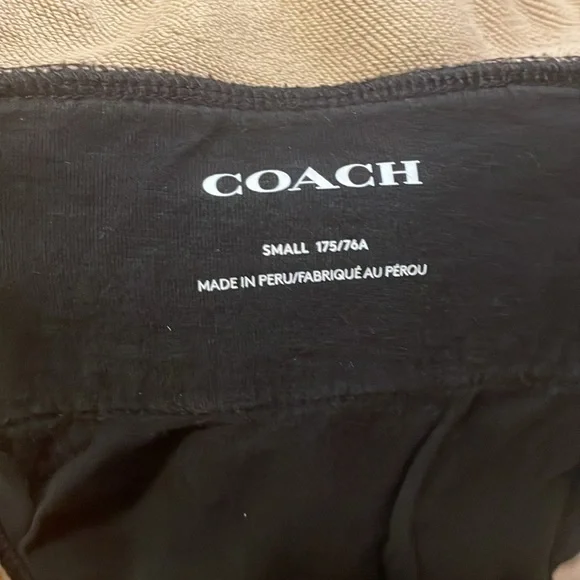 COACH
SMALL 175/76A
MADE IN PERU/FABRIQUÉ AU PÉROU